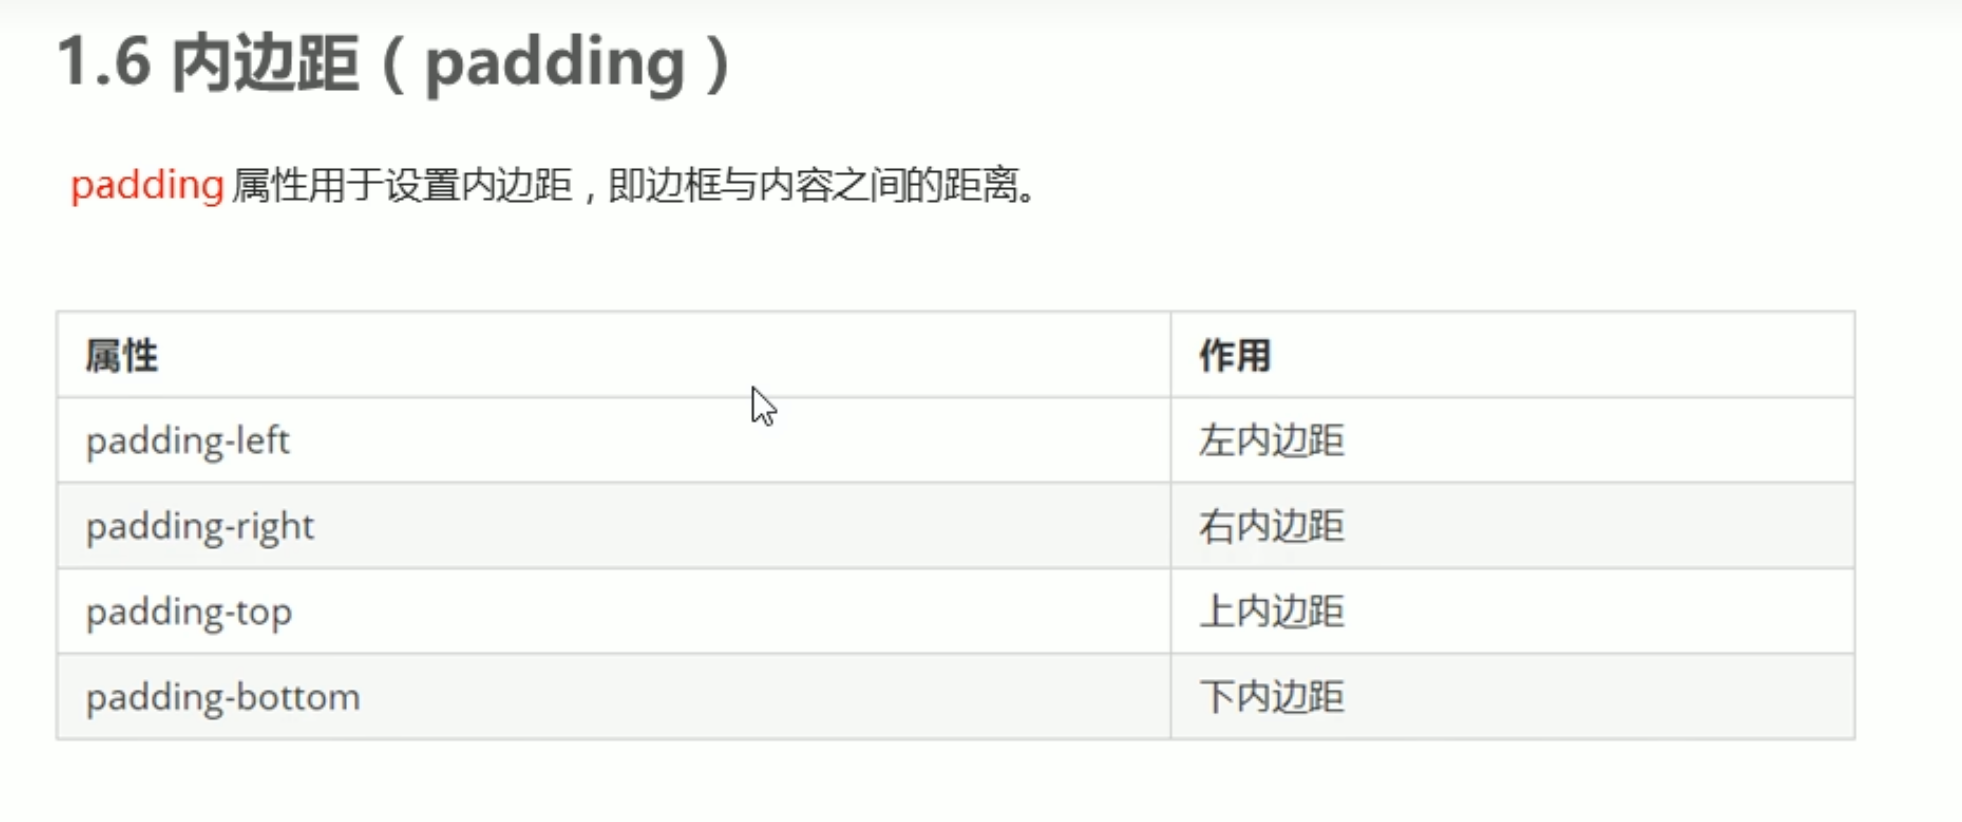 1.6 内边距（padding）
padding 属性用于设置内边距，即边框与内容之间的距离。
属性 作用
padding-left 左内边距
padding-right 右内边距
padding-top 上内边距
padding-bottom 下内边距